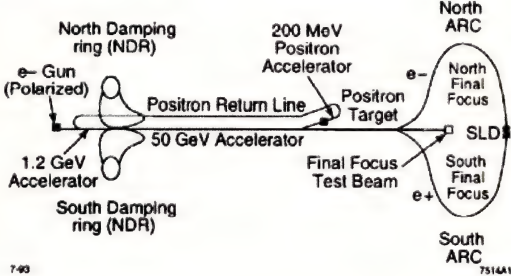 North
ARC
North Damping
ring (NDR)
200 MeV
Positron
Accelerator
e– Gun
(Polarized)
e–
North
Final
Focus
Positron Return Line
Positron
Target
50 GeV Accelerator
SLD
1.2 GeV
Accelerator
Final Focus
Test Beam
South
Final
Focus
e+
South Damping
ring (NDR)
South
ARC
7-93
7514A1